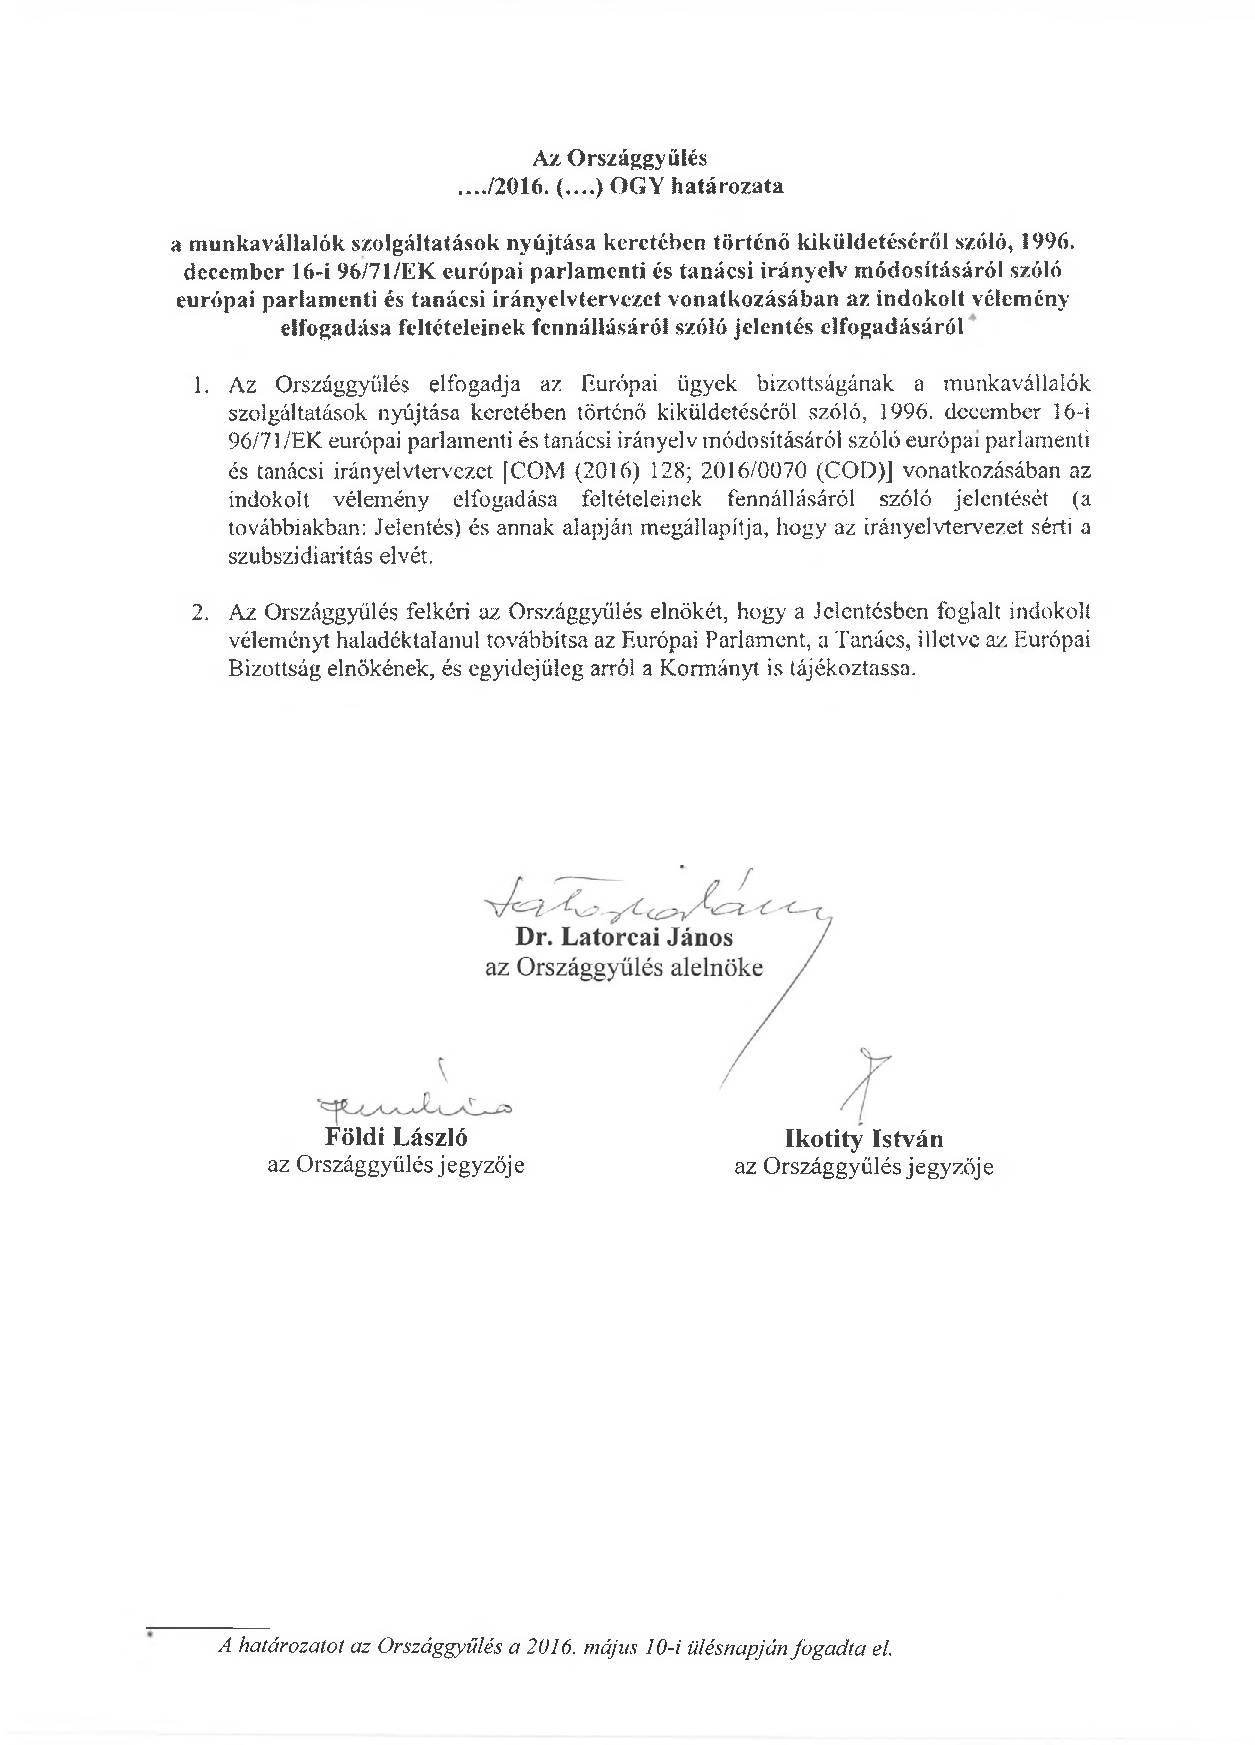 Az Országgyűlés
..../2016. (....) OGY határozata
a munkavállalók szolgáltatások nyújtása keretében történő kiküldetéséről szóló, 1996.
december 16-i 96/71/EK európai parlamenti és tanácsi irányelv módosításáról szóló
európai parlamenti és tanácsi irányelvtervezet vonatkozásában az indokolt vélemény
elfogadása feltételeinek fennállásáról szóló jelentés elfogadásáról*
1. Az Országgyűlés elfogadja az Európai ügyek bizottságának a munkavállalók
szolgáltatások nyújtása keretében történő kiküldetéséről szóló, 1996. december 16-i
96/71/EK európai parlamenti és tanácsi irányelv módosításáról szóló európai parlamenti
és tanácsi irányelvtervezet [COM (2016) 128; 2016/0070 (COD)] vonatkozásában az
indokolt vélemény elfogadása feltételeinek fennállásáról szóló jelentését (a
továbbiakban: Jelentés) és annak alapján megállapítja, hogy az irányelvtervezet sérti a
szubszidiaritás elvét.
2. Az Országgyűlés felkéri az Országgyűlés elnökét, hogy a Jelentésben foglalt indokolt
véleményt haladéktalanul továbbítsa az Európai Parlament, a Tanács, illetve az Európai
Bizottság elnökének, és egyidejűleg arról a Kormányt is tájékoztassa.
Dr. Latorcai János
az Országgyűlés alelnöke
Földi László
az Országgyűlés jegyzője
Ikotity István
az Országgyűlés jegyzője
* A határozatot az Országgyűlés a 2016. május 10-i ülésnapján fogadta el.